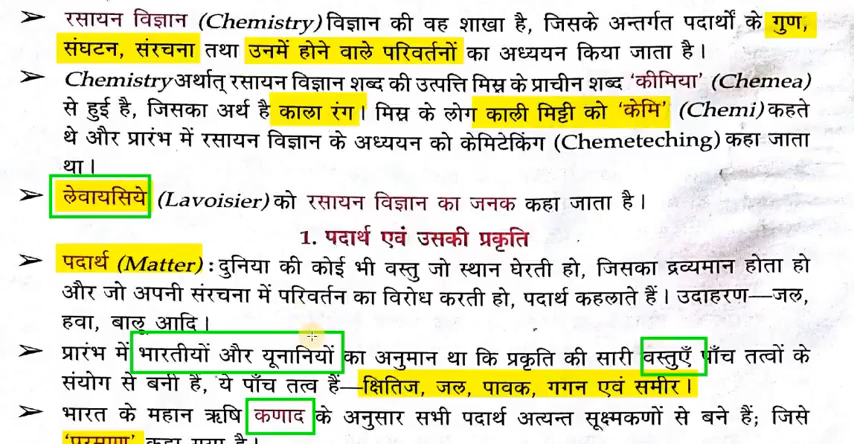 ➢ रसायन विज्ञान (Chemistry) विज्ञान की वह शाखा है, जिसके अन्तर्गत पदार्थों के गुण,
संघटन, संरचना तथा उनमें होने वाले परिवर्तनों का अध्ययन किया जाता है।
➢ Chemistry अर्थात् रसायन विज्ञान शब्द की उत्पत्ति मिस्र के प्राचीन शब्द 'कीमिया' (Chemea)
से हुई है, जिसका अर्थ है काला रंग। मिस्र के लोग काली मिट्टी को 'केमि' (Chemi) कहते
थे और प्रारंभ में रसायन विज्ञान के अध्ययन को केमिटेकिंग (Chemeteching) कहा जाता
था।
➢ लेवायसिये (Lavoisier) को रसायन विज्ञान का जनक कहा जाता है।
1. पदार्थ एवं उसकी प्रकृति
➢ पदार्थ (Matter) : दुनिया की कोई भी वस्तु जो स्थान घेरती हो, जिसका द्रव्यमान होता हो
और जो अपनी संरचना में परिवर्तन का विरोध करती हो, पदार्थ कहलाते हैं। उदाहरण—जल,
हवा, बालू आदि।
➢ प्रारंभ में भारतीयों और यूनानियों का अनुमान था कि प्रकृति की सारी वस्तुएँ पाँच तत्वों के
संयोग से बनी है, ये पाँच तत्व हैं—क्षितिज, जल, पावक, गगन एवं समीर।
➢ भारत के महान ऋषि कणाद के अनुसार सभी पदार्थ अत्यन्त सूक्ष्मकणों से बने हैं; जिसे
'परमाणु' कहा गया है।